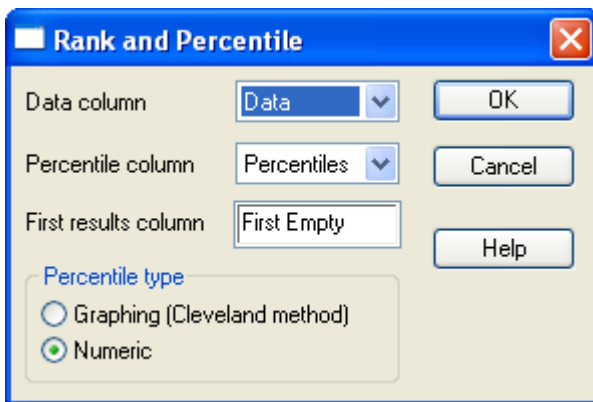 Rank and Percentile
Data column Data OK
Percentile column Percentiles Cancel
First results column First Empty
Help
Percentile type
Graphing (Cleveland method)
Numeric